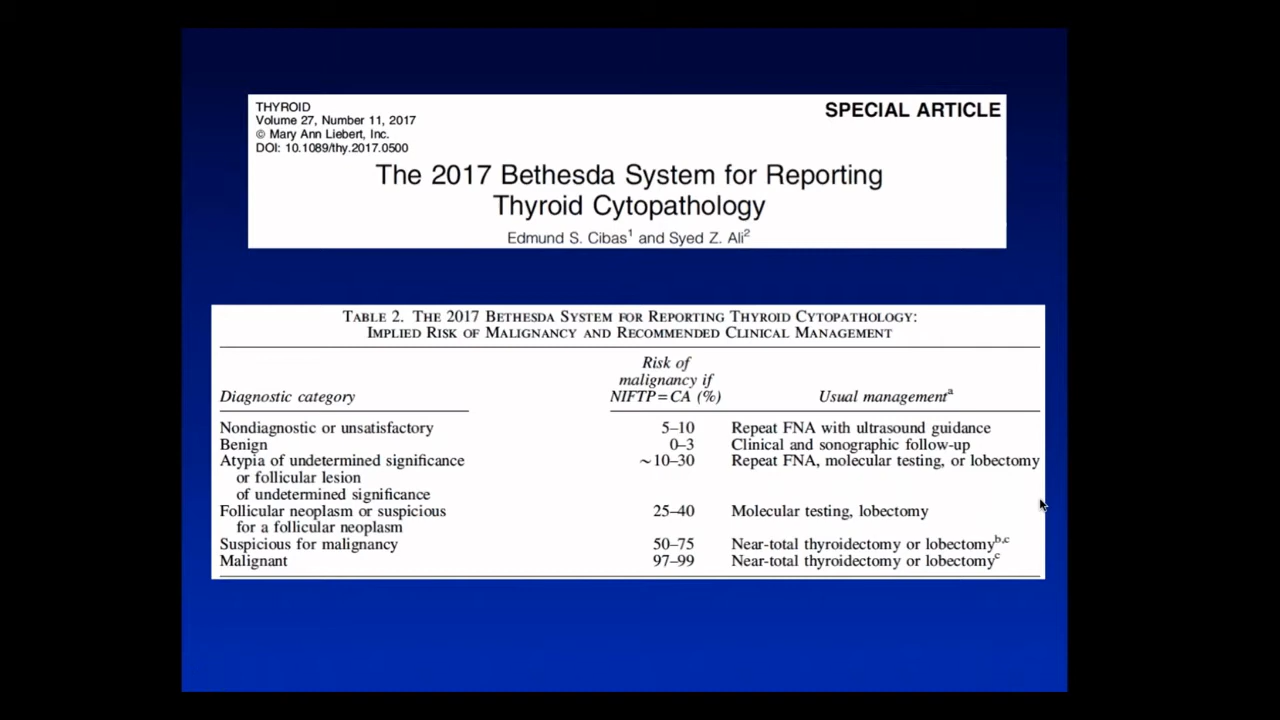 THYROID
SPECIAL ARTICLE
Volume 27, Number 11, 2017
© Mary Ann Liebert, Inc.
DOI: 10.1089/thy.2017.0500
The 2017 Bethesda System for Reporting
Thyroid Cytopathology
Edmund S. Cibas1 and Syed Z. Ali2
Table 2. The 2017 Bethesda System for Reporting Thyroid Cytopathology:
Implied Risk of Malignancy and Recommended Clinical Management
Risk of
malignancy if
Diagnostic category NIFTP=CA (%) Usual managementa
Nondiagnostic or unsatisfactory 5–10 Repeat FNA with ultrasound guidance
Benign 0–3 Clinical and sonographic follow-up
Atypia of undetermined significance ~10–30 Repeat FNA, molecular testing, or lobectomy
or follicular lesion
of undetermined significance
Follicular neoplasm or suspicious 25–40 Molecular testing, lobectomy
for a follicular neoplasm
Suspicious for malignancy 50–75 Near-total thyroidectomy or lobectomyb,c
Malignant 97–99 Near-total thyroidectomy or lobectomyc